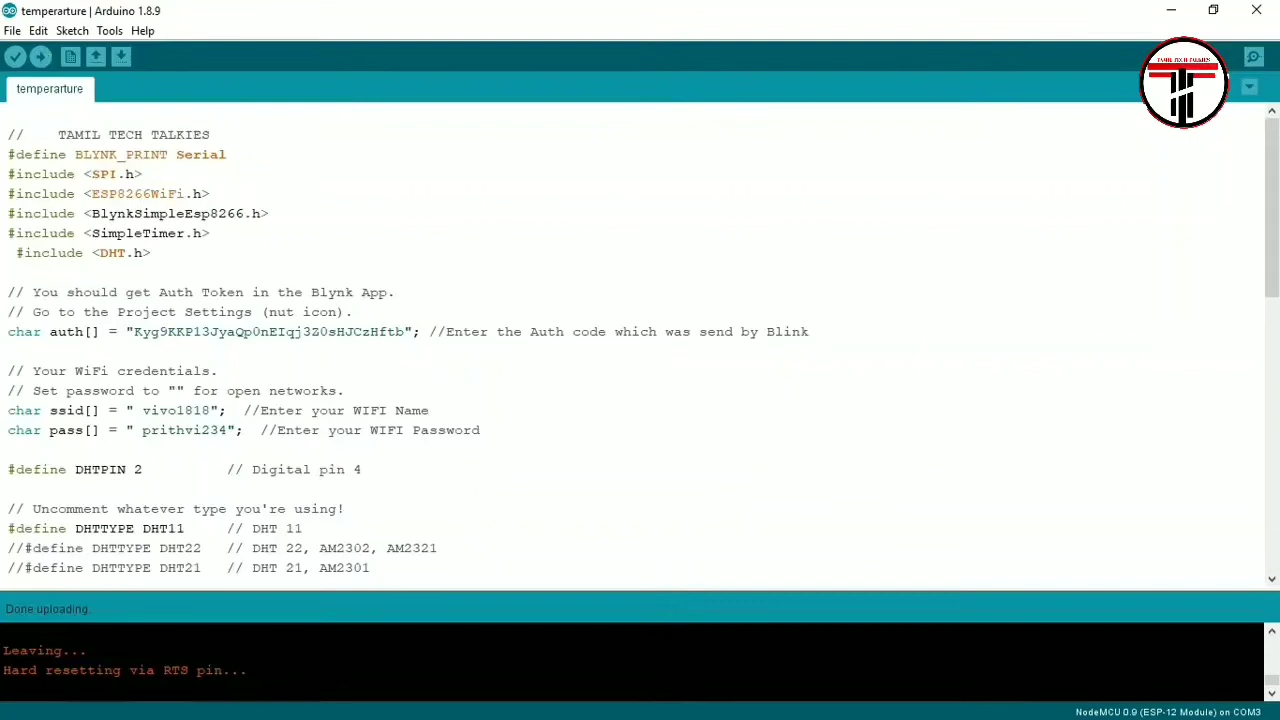 temperarture | Arduino 1.8.9
File Edit Sketch Tools Help
TAMIL TECH TALKIES
temperarture
// TAMIL TECH TALKIES
#define BLYNK_PRINT Serial
#include <SPI.h>
#include <ESP8266WiFi.h>
#include <BlynkSimpleEsp8266.h>
#include <SimpleTimer.h>
#include <DHT.h>
// You should get Auth Token in the Blynk App.
// Go to the Project Settings (nut icon).
char auth[] = "Kyg9KKP13JyaQp0nEIqj3Z0sHJCzHftb"; //Enter the Auth code which was send by Blink
// Your WiFi credentials.
// Set password to "" for open networks.
char ssid[] = " vivo1818"; //Enter your WIFI Name
char pass[] = " prithvi234"; //Enter your WIFI Password
#define DHTPIN 2 // Digital pin 4
// Uncomment whatever type you're using!
#define DHTTYPE DHT11 // DHT 11
//#define DHTTYPE DHT22 // DHT 22, AM2302, AM2321
//#define DHTTYPE DHT21 // DHT 21, AM2301
Done uploading.
Leaving...
Hard resetting via RTS pin...
NodeMCU 0.9 (ESP-12 Module) on COM3